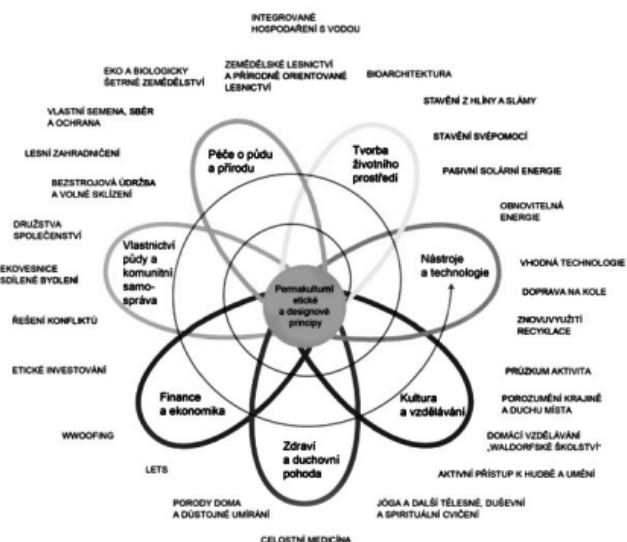 INTEGROVANÉ
HOSPODAŘENÍ S VODOU
ZEMĚDĚLSKÉ LESNICTVÍ
A PŘÍRODNĚ ORIENTOVANÉ
LESNICTVÍ
EKO A BIOLOGICKY
ŠETRNÉ ZEMĚDĚLSTVÍ
BIOARCHITEKTURA
VLASTNÍ SEMENA, SBĚR
A OCHRANA
STAVĚNÍ Z HLÍNY A SLÁMY
LESNÍ ZAHRADNIČENÍ
STAVĚNÍ SVÉPOMOCÍ
BEZSTROJOVÁ ÚDRŽBA
A VOLNÉ SKLÍZENÍ
PASIVNÍ SOLÁRNÍ ENERGIE
DRUŽSTVA
SPOLEČENSTVÍ
OBNOVITELNÁ
ENERGIE
EKOVESNICE
SDÍLENÉ BYDLENÍ
VHODNÁ TECHNOLOGIE
DOPRAVA NA KOLE
ŘEŠENÍ KONFLIKTŮ
ZNOVUVYUŽITÍ
RECYKLACE
ETICKÉ INVESTOVÁNÍ
PRŮZKUM AKTIVITA
POROZUMĚNÍ KRAJINĚ
A DUCHU MÍSTA
WWOOFING
DOMÁCÍ VZDĚLÁVÁNÍ
„WALDORFSKÉ ŠKOLSTVÍ"
LETS
AKTIVNÍ PŘÍSTUP K HUDBĚ A UMĚNÍ
PORODY DOMA
A DŮSTOJNÉ UMÍRÁNÍ
JÓGA A DALŠÍ TĚLESNÉ, DUŠEVNÍ
A SPIRITUÁLNÍ CVIČENÍ
CELOSTNÍ MEDICÍNA
Péče o půdu
a přírodu
Tvorba
životního
prostředí
Vlastnictví
půdy a
komunitní
samo-
správa
Nástroje
a technologie
Permakulturní
etické
a designové
principy
Finance
a ekonomika
Kultura
a vzdělávání
Zdraví
a duchovní
pohoda